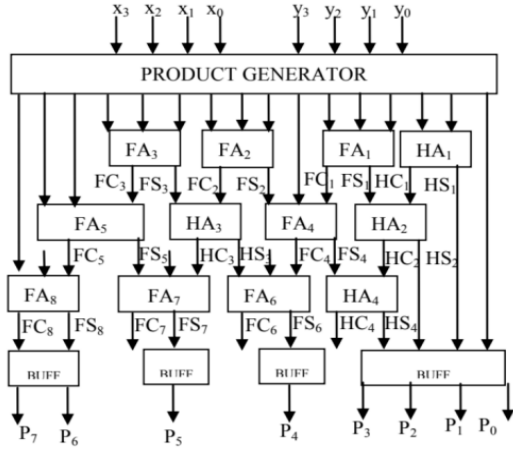 x₃ x₂ x₁ x₀ y₃ y₂ y₁ y₀
PRODUCT GENERATOR
FA₃ FA₂ FA₁ HA₁
FC₃ FS₃ FC₂ FS₂ FC₁ FS₁ HC₁ HS₁
FA₅ HA₃ FA₄ HA₂
FC₅ FS₅ HC₃ HS₃ FC₄ FS₄ HC₂ HS₂
FA₈ FA₇ FA₆ HA₄
FC₈ FS₈ FC₇ FS₇ FC₆ FS₆ HC₄ HS₄
BUFF BUFF BUFF BUFF
P₇ P₆ P₅ P₄ P₃ P₂ P₁ P₀